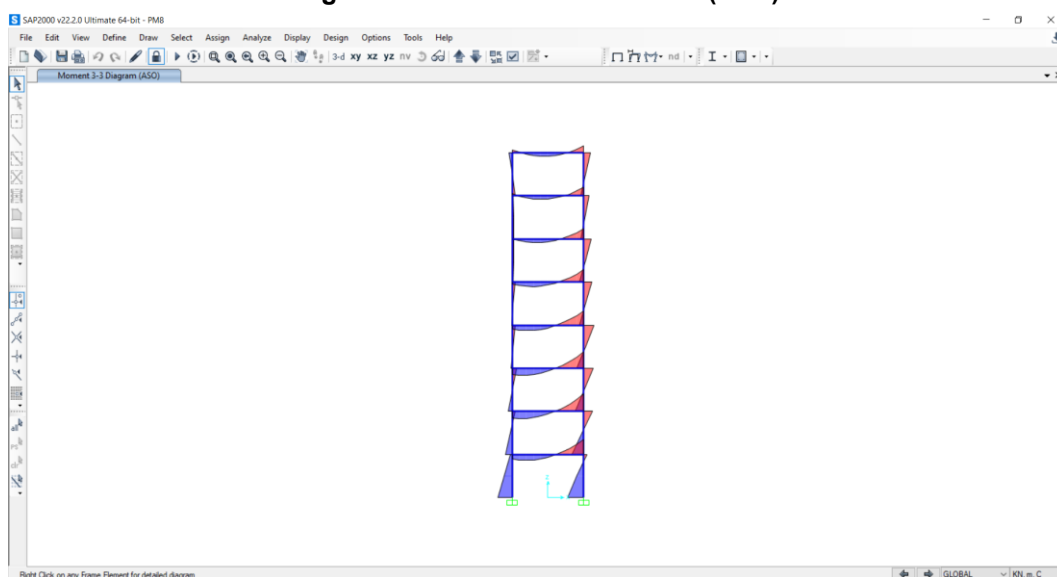 SAP2000 v22.2.0 Ultimate 64-bit - PMB
File Edit View Define Draw Select Assign Analyze Display Design Options Tools Help
3-d xy xz yz nv nd
Moment 3-3 Diagram (ASO)
Right Click on any Frame Element for detailed diagram
GLOBAL
KN, m, C